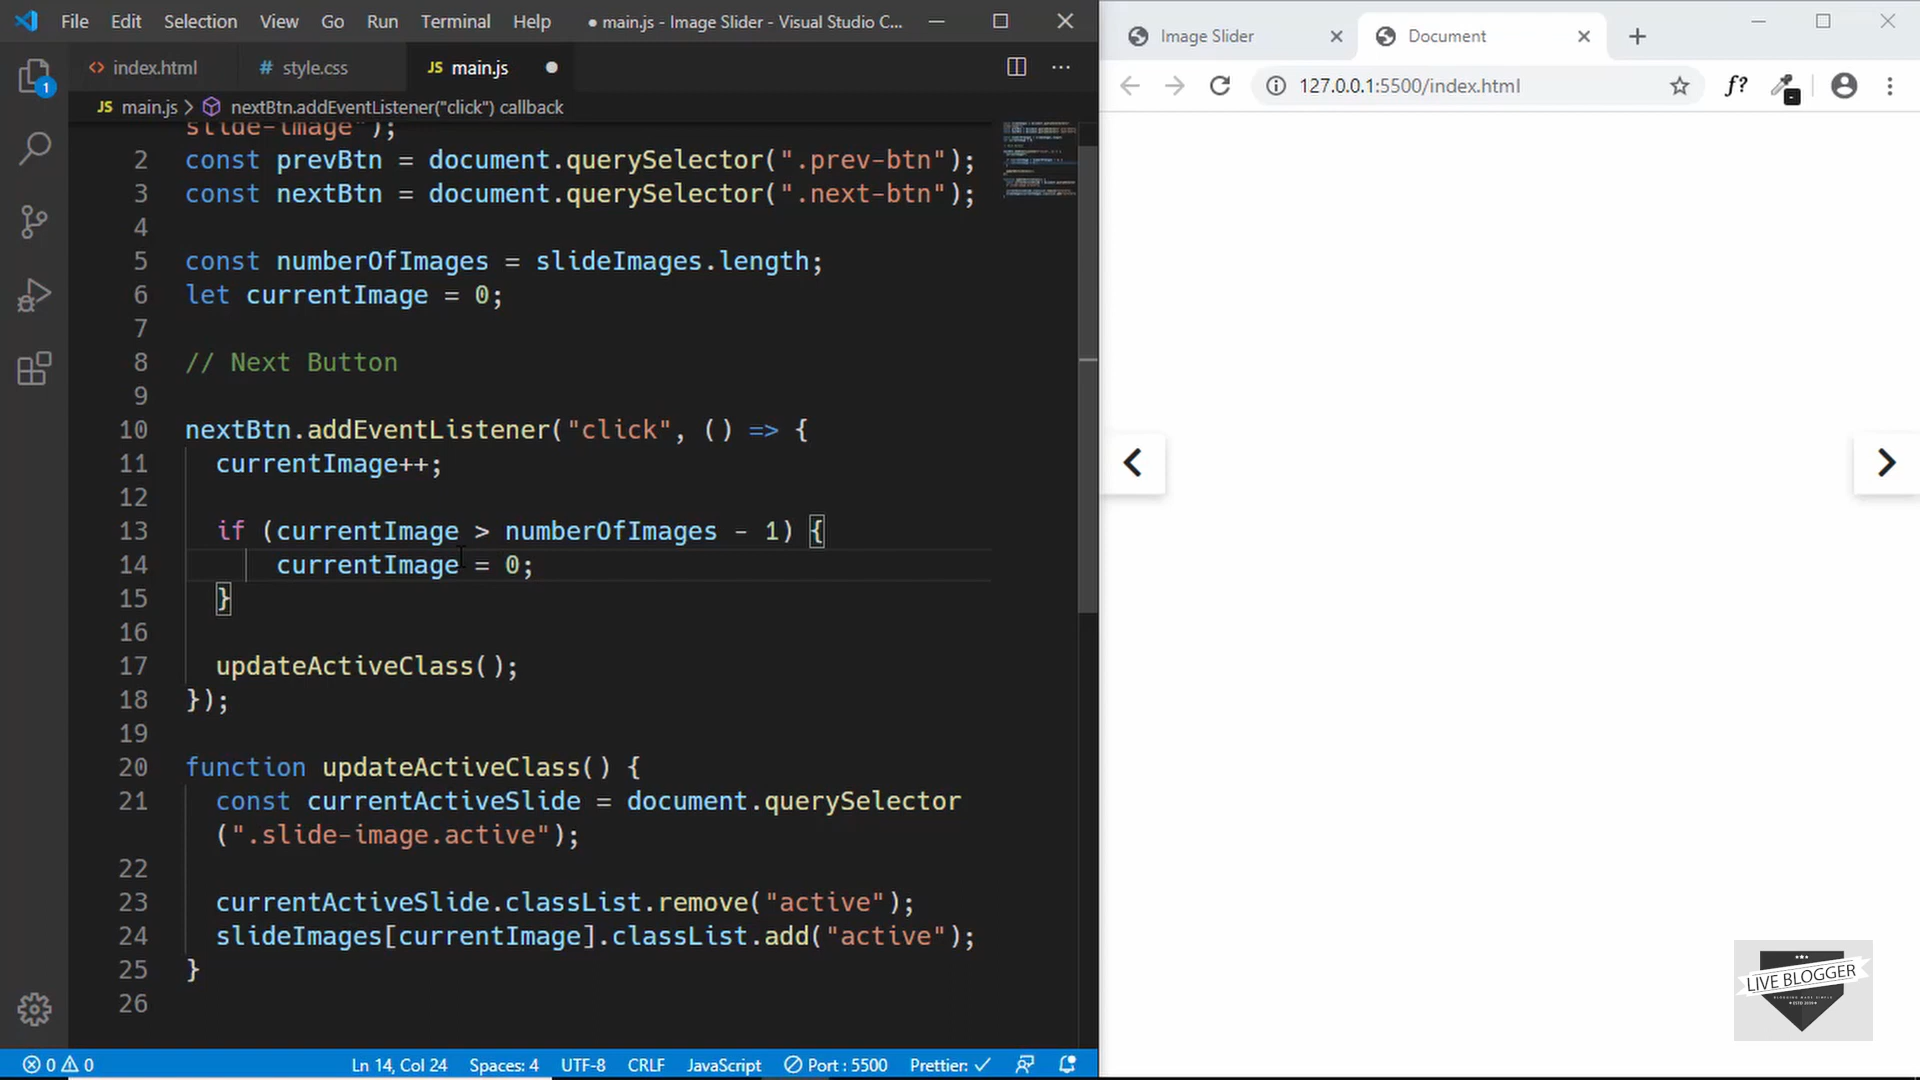 File Edit Selection View Go Run Terminal Help ● main.js - Image Slider - Visual Studio C...
<> index.html # style.css JS main.js ●
JS main.js > nextBtn.addEventListener("click") callback
slide-image");
2 const prevBtn = document.querySelector(".prev-btn");
3 const nextBtn = document.querySelector(".next-btn");
4
5 const numberOfImages = slideImages.length;
6 let currentImage = 0;
7
8 // Next Button
9
10 nextBtn.addEventListener("click", () => {
11 currentImage++;
12
13 if (currentImage > numberOfImages - 1) {
14 currentImage = 0;
15 }
16
17 updateActiveClass();
18 });
19
20 function updateActiveClass() {
21 const currentActiveSlide = document.querySelector
(".slide-image.active");
22
23 currentActiveSlide.classList.remove("active");
24 slideImages[currentImage].classList.add("active");
25 }
26
1
0 0 Ln 14, Col 24 Spaces: 4 UTF-8 CRLF JavaScript Port : 5500 Prettier: ✓
Image Slider Document
127.0.0.1:5500/index.html f?
LIVE BLOGGER